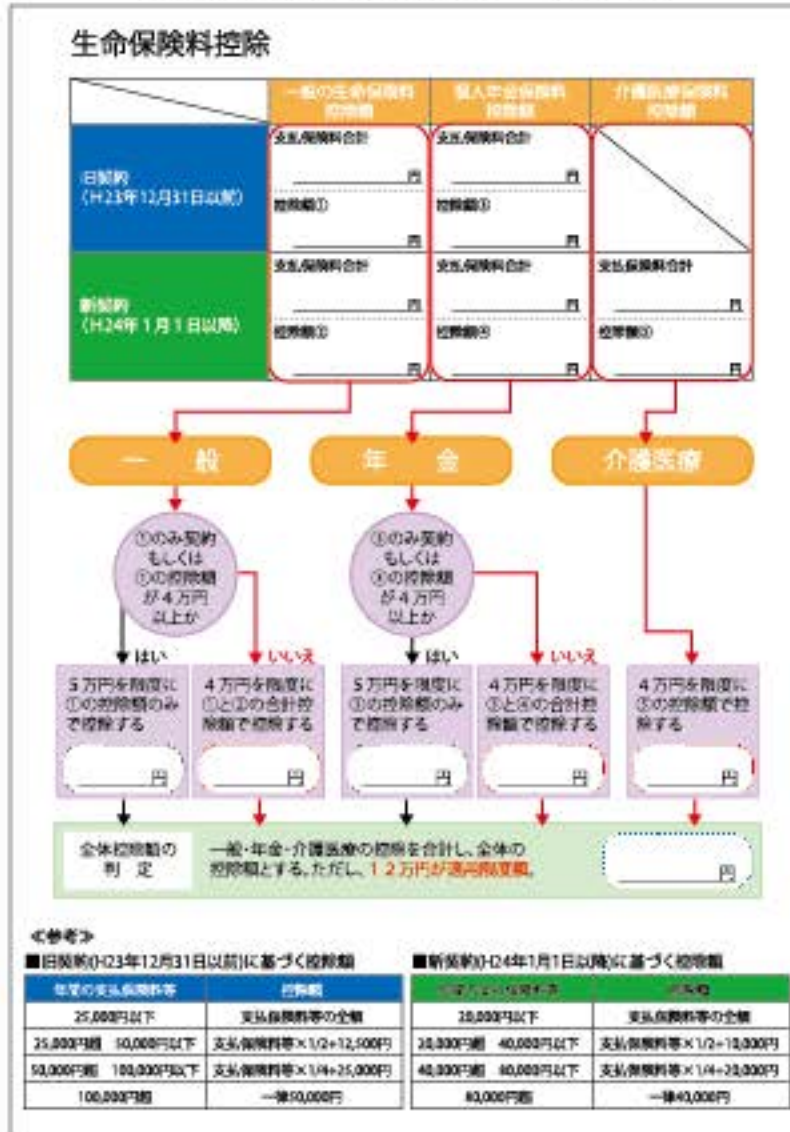 生命保険料控除
一般の生命保険料
控除額
個人年金保険料
控除額
介護医療保険料
控除額
旧契約
(H23年12月31日以前)
支払保険料合計
円
控除額①
円
支払保険料合計
円
控除額③
円
新契約
(H24年1月1日以降)
支払保険料合計
円
控除額②
円
支払保険料合計
円
控除額④
円
支払保険料合計
円
控除額⑤
円
一 般
年 金
介護医療
①のみ契約
もしくは
①の控除額
が4万円
以上か
③のみ契約
もしくは
の控除額
が4万円
以上か
はい
いいえ
はい
いいえ
5万円を限度に
①の控除額のみ
で控除する
円
4万円を限度に
①と②の合計控
除額で控除する
円
5万円を限度に
③の控除額のみ
で控除する
円
4万円を限度に
③と④の合計控
除額で控除する
円
4万円を限度に
⑤の控除額で控
除する
円
全体控除額の
判 定
一般・年金・介護医療の控除を合計し、全体の
控除額とする。ただし、12万円が適用限度額。
円
≪参考≫
■旧契約(H23年12月31日以前)に基づく控除額
年間の支払保険料等 控除額
25,000円以下 支払保険料等の全額
25,000円超 50,000円以下 支払保険料等×1/2+12,500円
50,000円超 100,000円以下 支払保険料等×1/4+25,000円
100,000円超 一律50,000円
■新契約(H24年1月1日以降)に基づく控除額
控除額
20,000円以下 支払保険料等の全額
20,000円超 40,000円以下 支払保険料等×1/2+10,000円
40,000円超 80,000円以下 支払保険料等×1/4+20,000円
80,000円超 一律40,000円